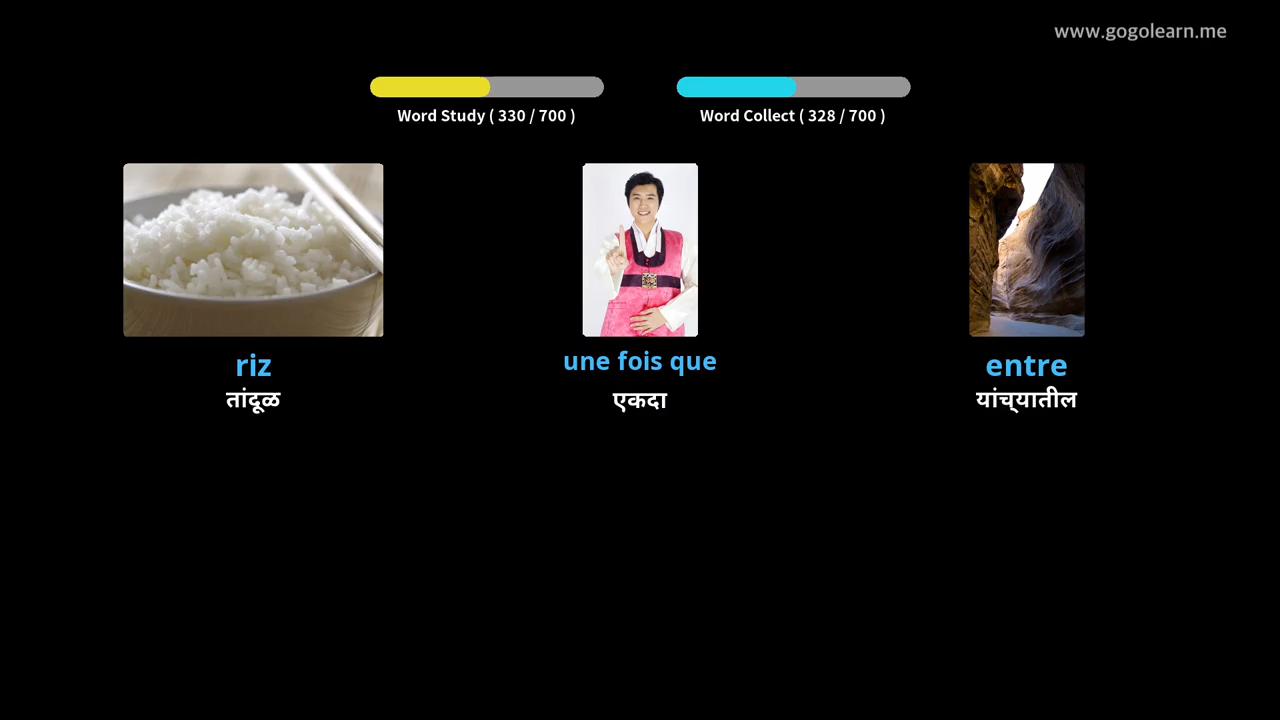 www.gogolearn.me
Word Study ( 330 / 700 )
Word Collect ( 328 / 700 )
riz
तांदूळ
une fois que
एकदा
entre
यांच्यातील